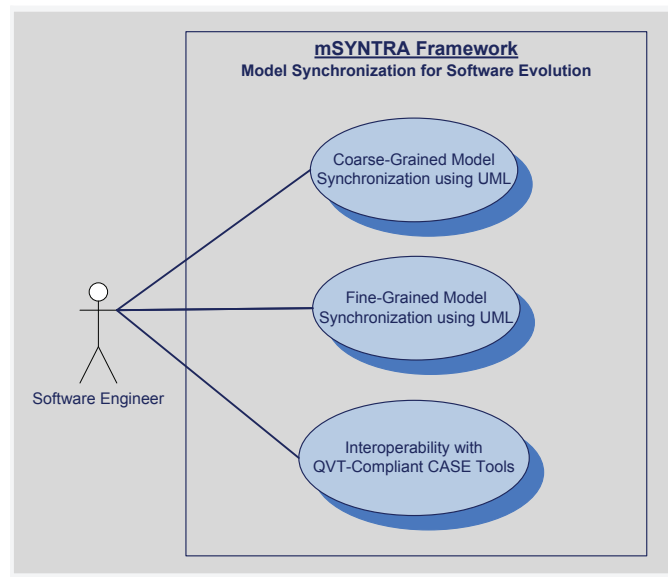 mSYNTRA Framework
Model Synchronization for Software Evolution
Coarse-Grained Model
Synchronization using UML
Fine-Grained Model
Synchronization using UML
Software Engineer
Interoperability with
QVT-Compliant CASE Tools